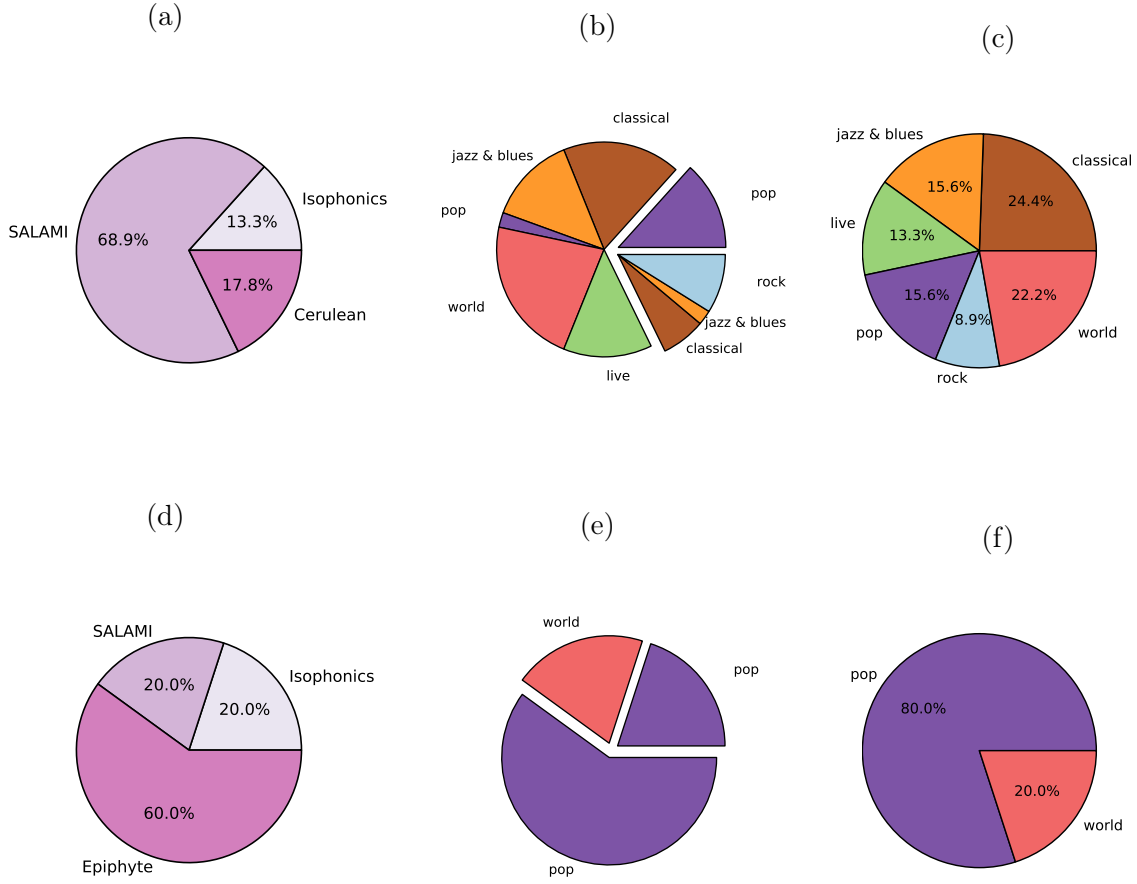 (a)
(b)
(c)
SALAMI
68.9%
Isophonics
13.3%
17.8%
Cerulean
classical
jazz & blues
pop
pop
world
rock
jazz & blues
classical
live
jazz & blues
classical
15.6%
24.4%
live
13.3%
15.6%
22.2%
8.9%
pop
world
rock
(d)
(e)
(f)
SALAMI
20.0%
Isophonics
20.0%
60.0%
Epiphyte
world
pop
pop
pop
80.0%
20.0%
world